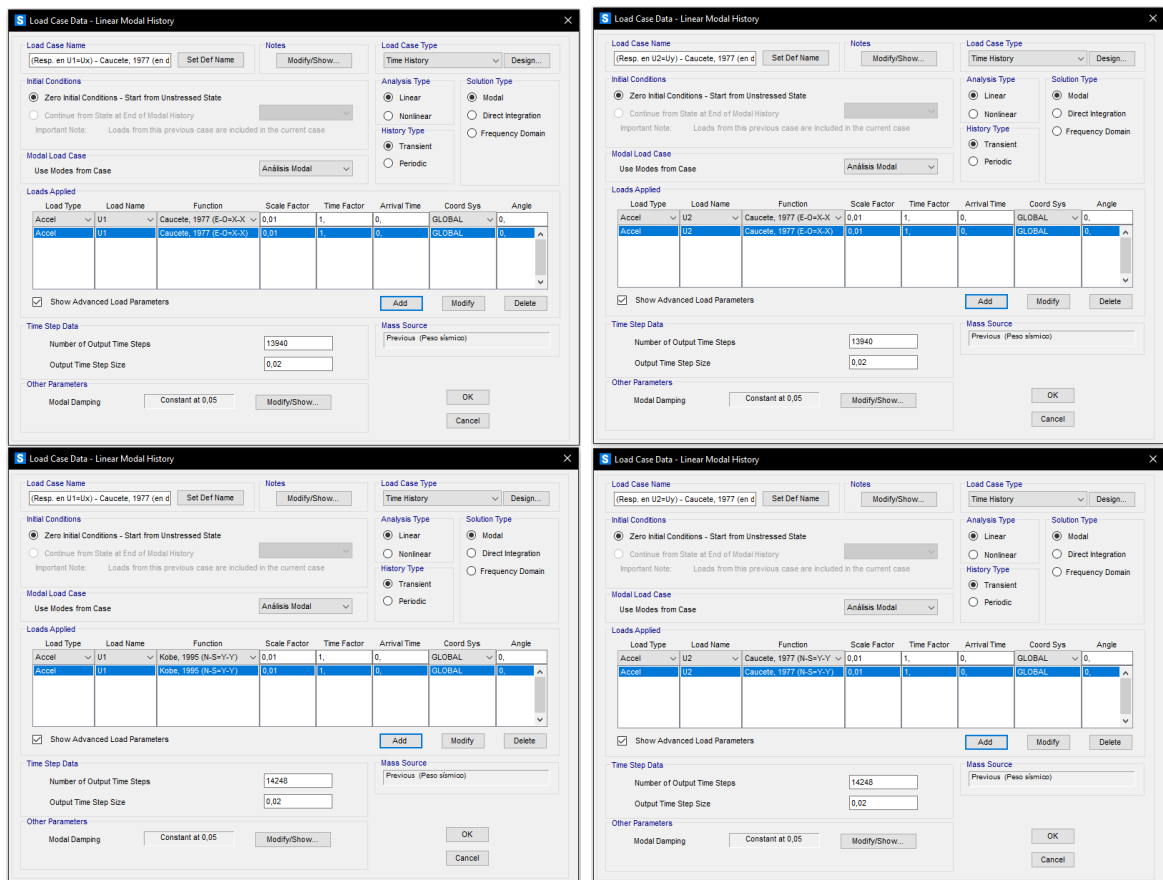 Load Case Data - Linear Modal History
Load Case Name
Notes
Load Case Type
(Resp. en U1=Ux) - Caucete, 1977 (en d
Set Def Name
Modify/Show...
Time History
Design...
Initial Conditions
Analysis Type
Solution Type
Zero Initial Conditions - Start from Unstressed State
Linear
Modal
Continue from State at End of Modal History
Nonlinear
Direct Integration
Important Note: Loads from this previous case are included in the current case
History Type
Frequency Domain
Transient
Modal Load Case
Periodic
Use Modes from Case
Análisis Modal
Loads Applied
Load Type Load Name Function Scale Factor Time Factor Arrival Time Coord Sys Angle
Accel U1 Caucete, 1977 (E-O=X-X 0,01 1, 0, GLOBAL 0,
Accel U1 Caucete, 1977 (E-O=X-X) 0,01 1, 0, GLOBAL 0,
Show Advanced Load Parameters
Add
Modify
Delete
Time Step Data
Mass Source
Number of Output Time Steps 13940
Previous (Peso sísmico)
Output Time Step Size 0,02
Other Parameters
Modal Damping Constant at 0,05 Modify/Show...
OK
Cancel
Load Case Data - Linear Modal History
Load Case Name
Notes
Load Case Type
(Resp. en U2=Uy) - Caucete, 1977 (en d
Set Def Name
Modify/Show...
Time History
Design...
Initial Conditions
Analysis Type
Solution Type
Zero Initial Conditions - Start from Unstressed State
Linear
Modal
Continue from State at End of Modal History
Nonlinear
Direct Integration
Important Note: Loads from this previous case are included in the current case
History Type
Frequency Domain
Transient
Modal Load Case
Periodic
Use Modes from Case
Análisis Modal
Loads Applied
Load Type Load Name Function Scale Factor Time Factor Arrival Time Coord Sys Angle
Accel U2 Caucete, 1977 (E-O=X-X 0,01 1, 0, GLOBAL 0,
Accel U2 Caucete, 1977 (E-O=X-X) 0,01 1, 0, GLOBAL 0,
Show Advanced Load Parameters
Add
Modify
Delete
Time Step Data
Mass Source
Number of Output Time Steps 13940
Previous (Peso sísmico)
Output Time Step Size 0,02
Other Parameters
Modal Damping Constant at 0,05 Modify/Show...
OK
Cancel
Load Case Data - Linear Modal History
Load Case Name
Notes
Load Case Type
(Resp. en U1=Ux) - Caucete, 1977 (en d
Set Def Name
Modify/Show...
Time History
Design...
Initial Conditions
Analysis Type
Solution Type
Zero Initial Conditions - Start from Unstressed State
Linear
Modal
Continue from State at End of Modal History
Nonlinear
Direct Integration
Important Note: Loads from this previous case are included in the current case
History Type
Frequency Domain
Transient
Modal Load Case
Periodic
Use Modes from Case
Análisis Modal
Loads Applied
Load Type Load Name Function Scale Factor Time Factor Arrival Time Coord Sys Angle
Accel U1 Kobe, 1995 (N-S=Y-Y) 0,01 1, 0, GLOBAL 0,
Accel U1 Kobe, 1995 (N-S=Y-Y) 0,01 1, 0, GLOBAL 0,
Show Advanced Load Parameters
Add
Modify
Delete
Time Step Data
Mass Source
Number of Output Time Steps 14248
Previous (Peso sísmico)
Output Time Step Size 0,02
Other Parameters
Modal Damping Constant at 0,05 Modify/Show...
OK
Cancel
Load Case Data - Linear Modal History
Load Case Name
Notes
Load Case Type
(Resp. en U2=Uy) - Caucete, 1977 (en d
Set Def Name
Modify/Show...
Time History
Design...
Initial Conditions
Analysis Type
Solution Type
Zero Initial Conditions - Start from Unstressed State
Linear
Modal
Continue from State at End of Modal History
Nonlinear
Direct Integration
Important Note: Loads from this previous case are included in the current case
History Type
Frequency Domain
Transient
Modal Load Case
Periodic
Use Modes from Case
Análisis Modal
Loads Applied
Load Type Load Name Function Scale Factor Time Factor Arrival Time Coord Sys Angle
Accel U2 Caucete, 1977 (N-S=Y-Y 0,01 1, 0, GLOBAL 0,
Accel U2 Caucete, 1977 (N-S=Y-Y) 0,01 1, 0, GLOBAL 0,
Show Advanced Load Parameters
Add
Modify
Delete
Time Step Data
Mass Source
Number of Output Time Steps 14248
Previous (Peso sísmico)
Output Time Step Size 0,02
Other Parameters
Modal Damping Constant at 0,05 Modify/Show...
OK
Cancel